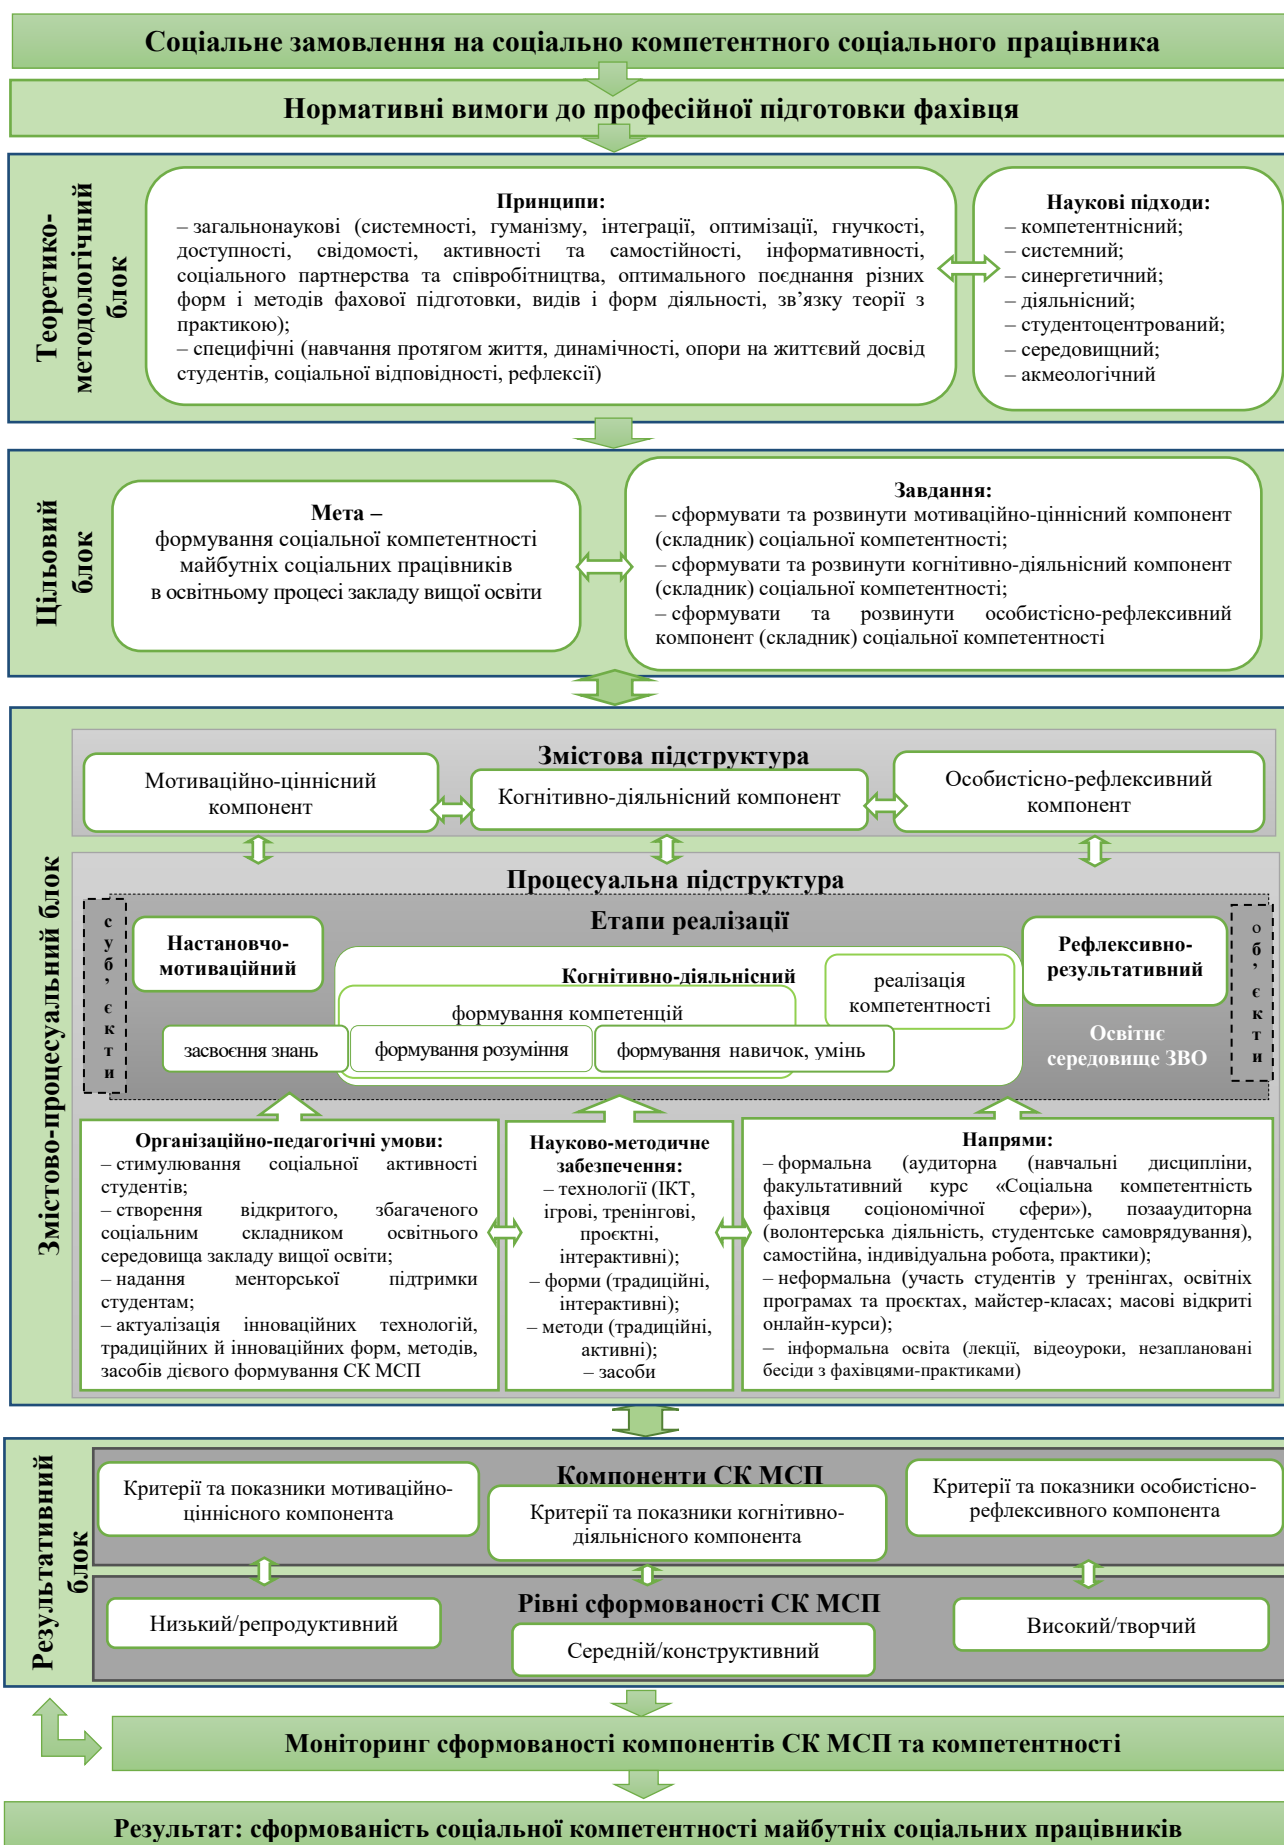 Соціальне замовлення на соціально компетентного соціального працівника
Нормативні вимоги до професійної підготовки фахівця
Теоретико-
методологічний
блок
Принципи:
– загальнонаукові (системності, гуманізму, інтеграції, оптимізації, гнучкості,
доступності, свідомості, активності та самостійності, інформативності,
соціального партнерства та співробітництва, оптимального поєднання різних
форм і методів фахової підготовки, видів і форм діяльності, зв’язку теорії з
практикою);
– специфічні (навчання протягом життя, динамічності, опори на життєвий досвід
студентів, соціальної відповідності, рефлексії)
Наукові підходи:
– компетентнісний;
– системний;
– синергетичний;
– діяльнісний;
– студентоцентрований;
– середовищний;
– акмеологічний
Цільовий
блок
Мета –
формування соціальної компетентності
майбутніх соціальних працівників
в освітньому процесі закладу вищої освіти
Завдання:
– сформувати та розвинути мотиваційно-ціннісний компонент
(складник) соціальної компетентності;
– сформувати та розвинути когнітивно-діяльнісний компонент
(складник) соціальної компетентності;
– сформувати та розвинути особистісно-рефлексивний
компонент (складник) соціальної компетентності
Змістово-процесуальний блок
Змістова підструктура
Мотиваційно-ціннісний
компонент
Когнітивно-діяльнісний компонент
Особистісно-рефлексивний
компонент
Процесуальна підструктура
суб’єкти
Етапи реалізації
об’єкти
Настановчо-
мотиваційний
Когнітивно-діяльнісний
Рефлексивно-
результативний
реалізація
компетентності
формування компетенцій
засвоєння знань
формування розуміння
формування навичок, умінь
Освітнє
середовище ЗВО
Організаційно-педагогічні умови:
– стимулювання соціальної активності
студентів;
– створення відкритого, збагаченого
соціальним складником освітнього
середовища закладу вищої освіти;
– надання менторської підтримки
студентам;
– актуалізація інноваційних технологій,
традиційних й інноваційних форм, методів,
засобів дієвого формування СК МСП
Науково-методичне
забезпечення:
– технології (ІКТ,
ігрові, тренінгові,
проєктні,
інтерактивні);
– форми (традиційні,
інтерактивні);
– методи (традиційні,
активні);
– засоби
Напрями:
– формальна (аудиторна (навчальні дисципліни,
факультативний курс «Соціальна компетентність
фахівця соціономічної сфери»), позааудиторна
(волонтерська діяльність, студентське самоврядування),
самостійна, індивідуальна робота, практики);
– неформальна (участь студентів у тренінгах, освітніх
програмах та проєктах, майстер-класах; масові відкриті
онлайн-курси);
– інформальна освіта (лекції, відеоуроки, незаплановані
бесіди з фахівцями-практиками)
Результативний
блок
Компоненти СК МСП
Критерії та показники мотиваційно-
ціннісного компонента
Критерії та показники когнітивно-
діяльнісного компонента
Критерії та показники особистісно-
рефлексивного компонента
Рівні сформованості СК МСП
Низький/репродуктивний
Середній/конструктивний
Високий/творчий
Моніторинг сформованості компонентів СК МСП та компетентності
Результат: сформованість соціальної компетентності майбутніх соціальних працівників